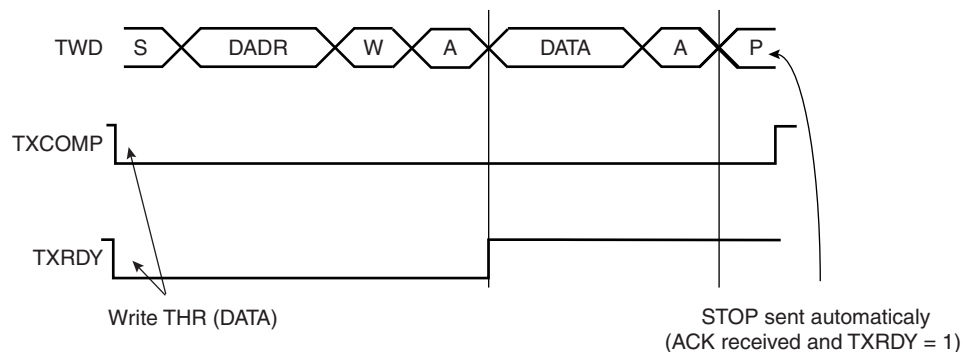 TWD S DADR W A DATA A P
TXCOMP
TXRDY
Write THR (DATA)
STOP sent automaticaly
(ACK received and TXRDY = 1)